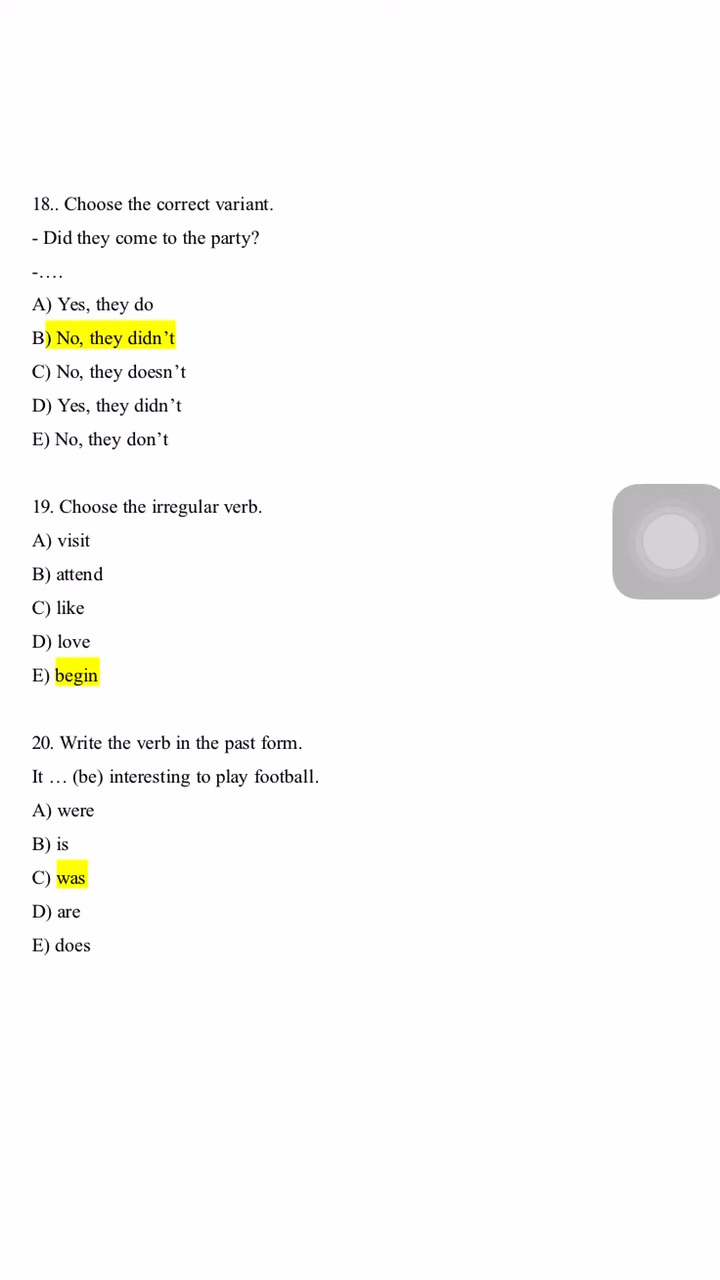 18.. Choose the correct variant.
- Did they come to the party?
-….
A) Yes, they do
B) No, they didn’t
C) No, they doesn’t
D) Yes, they didn’t
E) No, they don’t
19. Choose the irregular verb.
A) visit
B) attend
C) like
D) love
E) begin
20. Write the verb in the past form.
It … (be) interesting to play football.
A) were
B) is
C) was
D) are
E) does